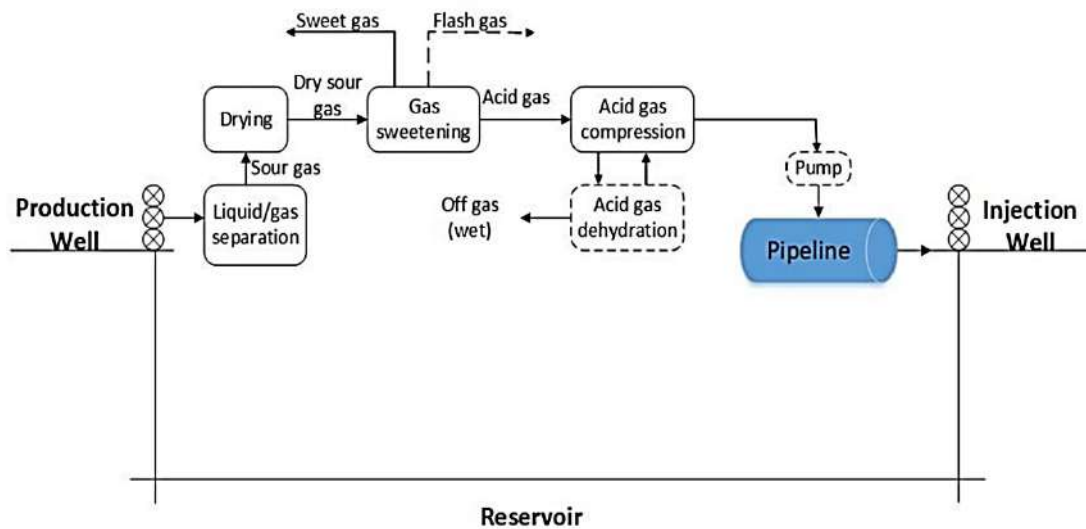 Sweet gas
Flash gas
Dry sour
gas
Drying
Gas
sweetening
Acid gas
Acid gas
compression
Sour gas
Pump
Production
Well
Liquid/gas
separation
Off gas
(wet)
Acid gas
dehydration
Pipeline
Injection
Well
Reservoir